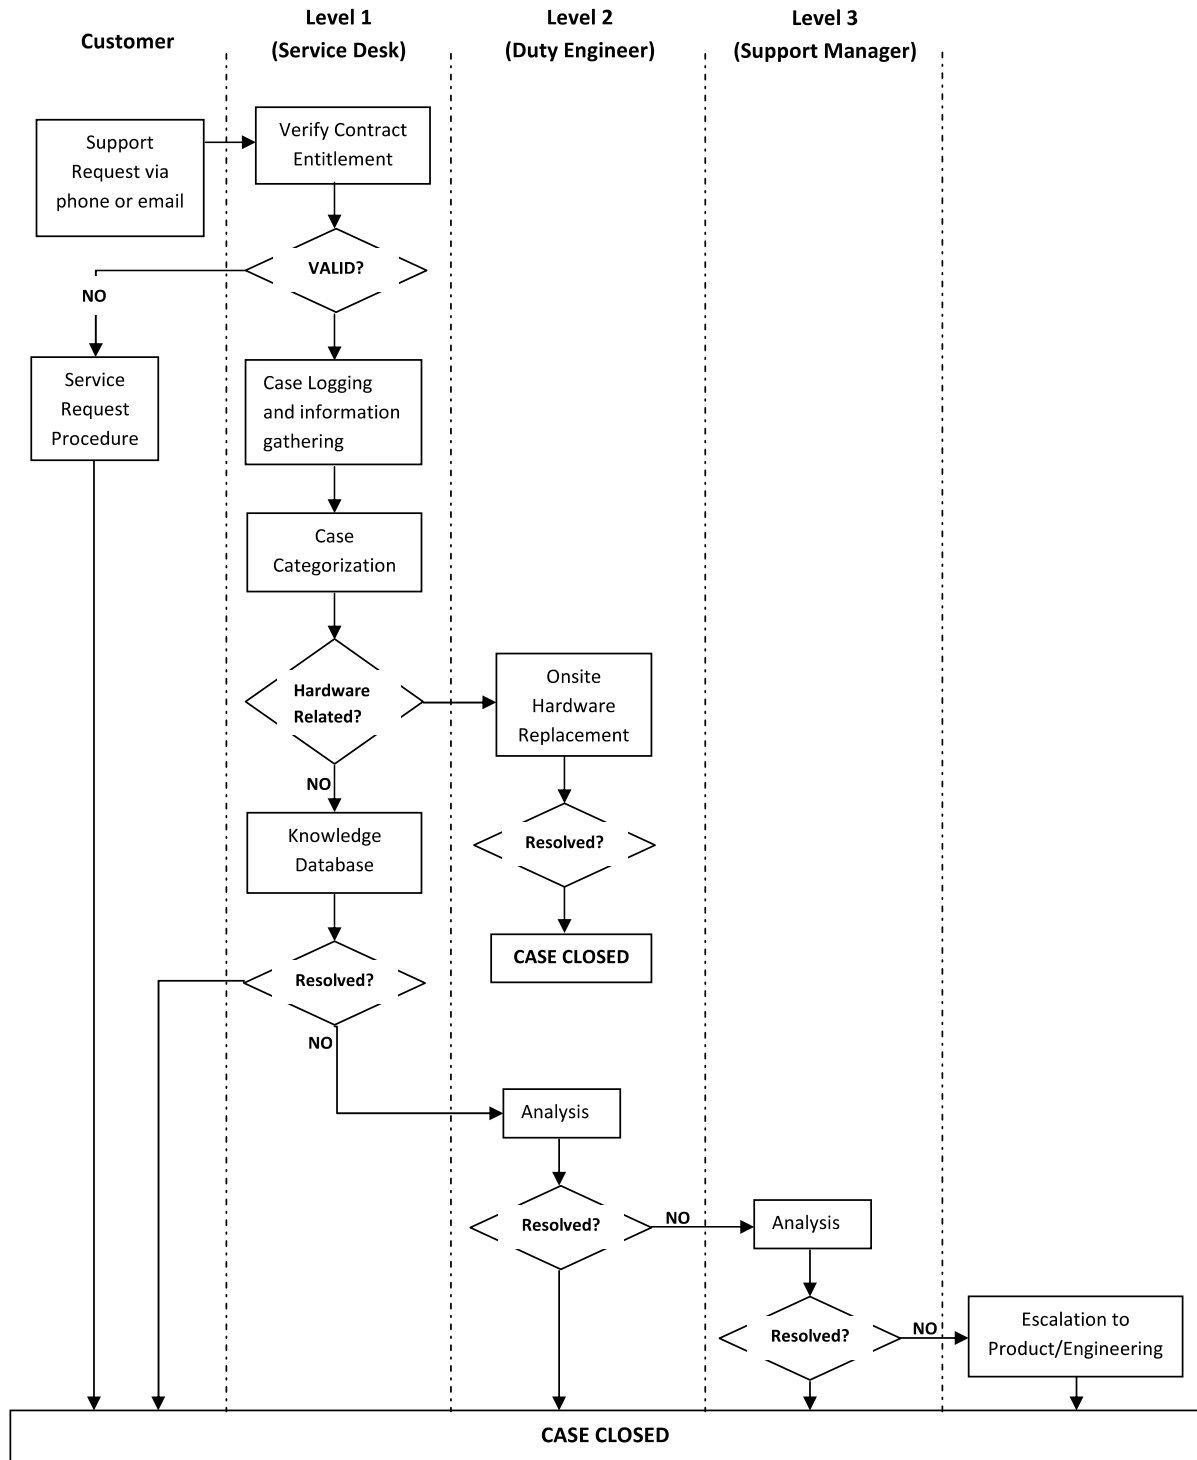 Customer
Level 1
(Service Desk)
Level 2
(Duty Engineer)
Level 3
(Support Manager)
Support
Request via
phone or email
Verify Contract
Entitlement
VALID?
NO
Service
Request
Procedure
Case Logging
and information
gathering
Case
Categorization
Hardware
Related?
Onsite
Hardware
Replacement
NO
Knowledge
Database
Resolved?
CASE CLOSED
Resolved?
NO
Analysis
Resolved?
NO
Analysis
Resolved?
NO
Escalation to
Product/Engineering
CASE CLOSED